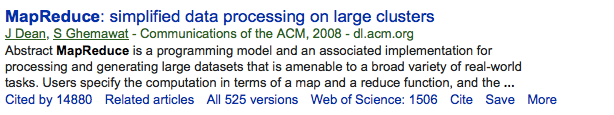 MapReduce: simplified data processing on large clusters
J Dean, S Ghemawat - Communications of the ACM, 2008 - dl.acm.org
Abstract MapReduce is a programming model and an associated implementation for
processing and generating large datasets that is amenable to a broad variety of real-world
tasks. Users specify the computation in terms of a map and a reduce function, and the ...
Cited by 14880 Related articles All 525 versions Web of Science: 1506 Cite Save More